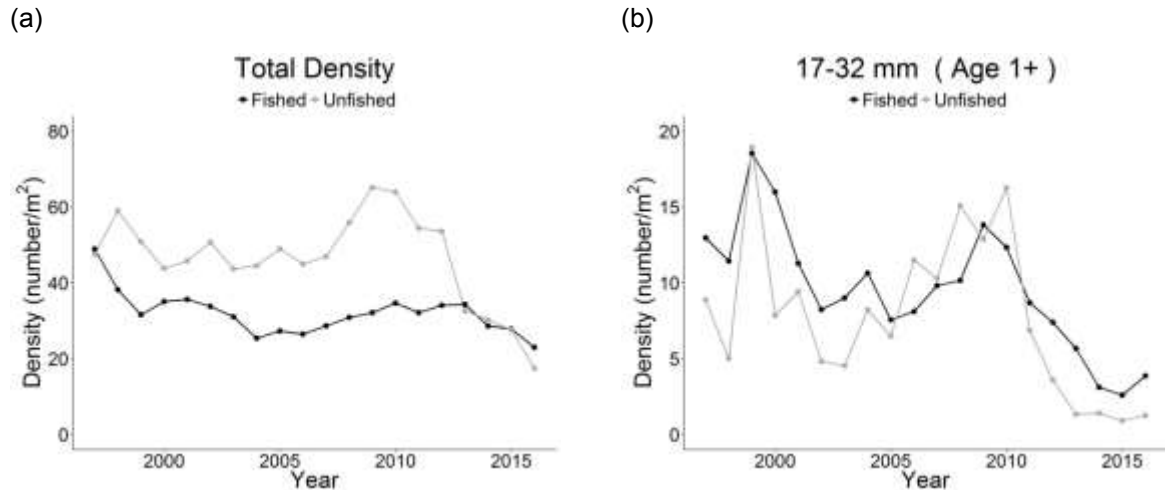 (a)
Total Density
Fished Unfished
Density (number/m²)
80
60
40
20
0
2000 2005 2010 2015
Year
(b)
17-32 mm ( Age 1+ )
Fished Unfished
Density (number/m²)
20
15
10
5
0
2000 2005 2010 2015
Year